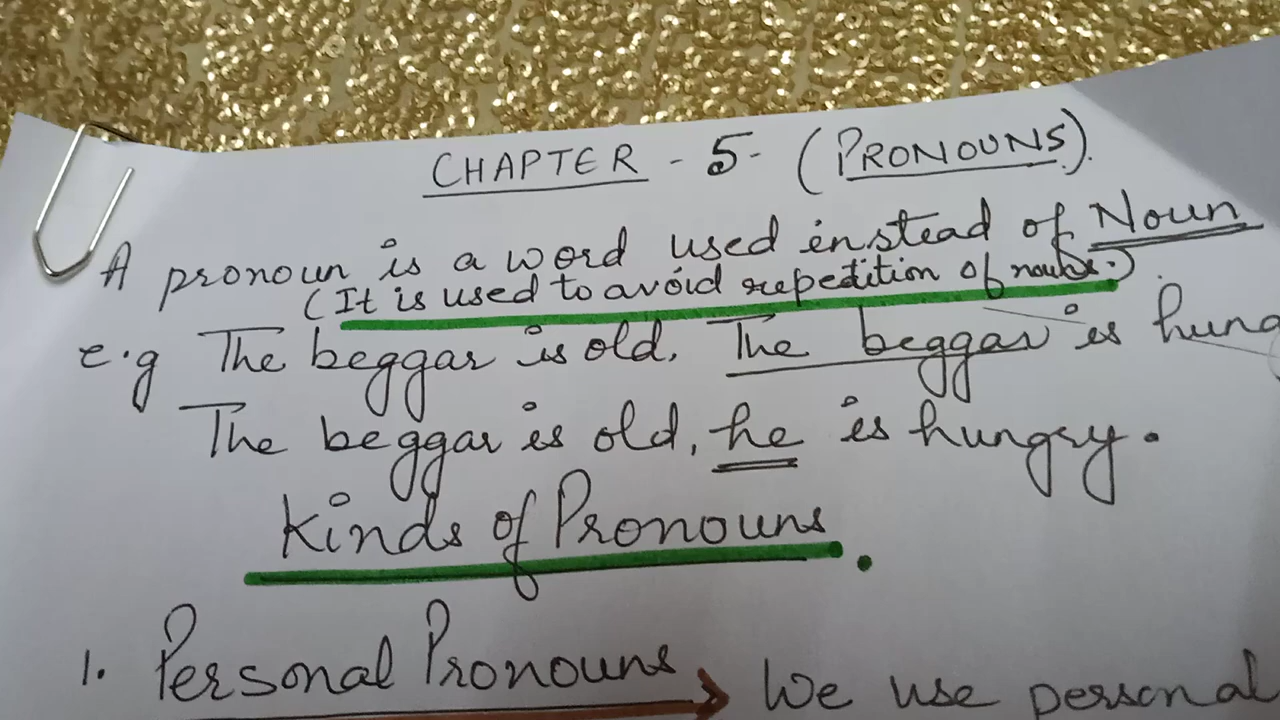 CHAPTER - 5 - (PRONOUNS).
A pronoun is a word used instead of Noun
(It is used to avoid repetition of nouns.).
e.g The beggar is old. The beggar is hung
The beggar is old, he is hungry.
Kinds of Pronouns.
1. Personal Pronouns → We use personal